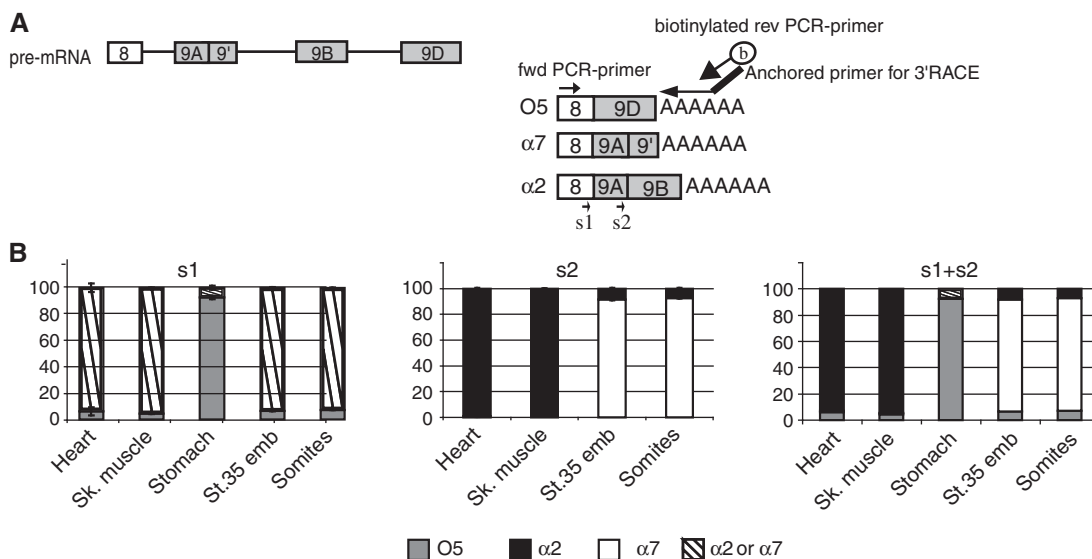 A
pre-mRNA
8 9A 9' 9B 9D
biotinylated rev PCR-primer
b
fwd PCR-primer
Anchored primer for 3'RACE
O5 8 9D AAAAAA
α7 8 9A 9' AAAAAA
α2 8 9A 9B AAAAAA
s1 s2
B
s1
100
80
60
40
20
0
Heart
Sk. muscle
Stomach
St.35 emb
Somites
s2
100
80
60
40
20
0
Heart
Sk. muscle
St.35 emb
Somites
s1+s2
100
80
60
40
20
0
Heart
Sk. muscle
Stomach
St.35 emb
Somites
O5 α2 α7 α2 or α7